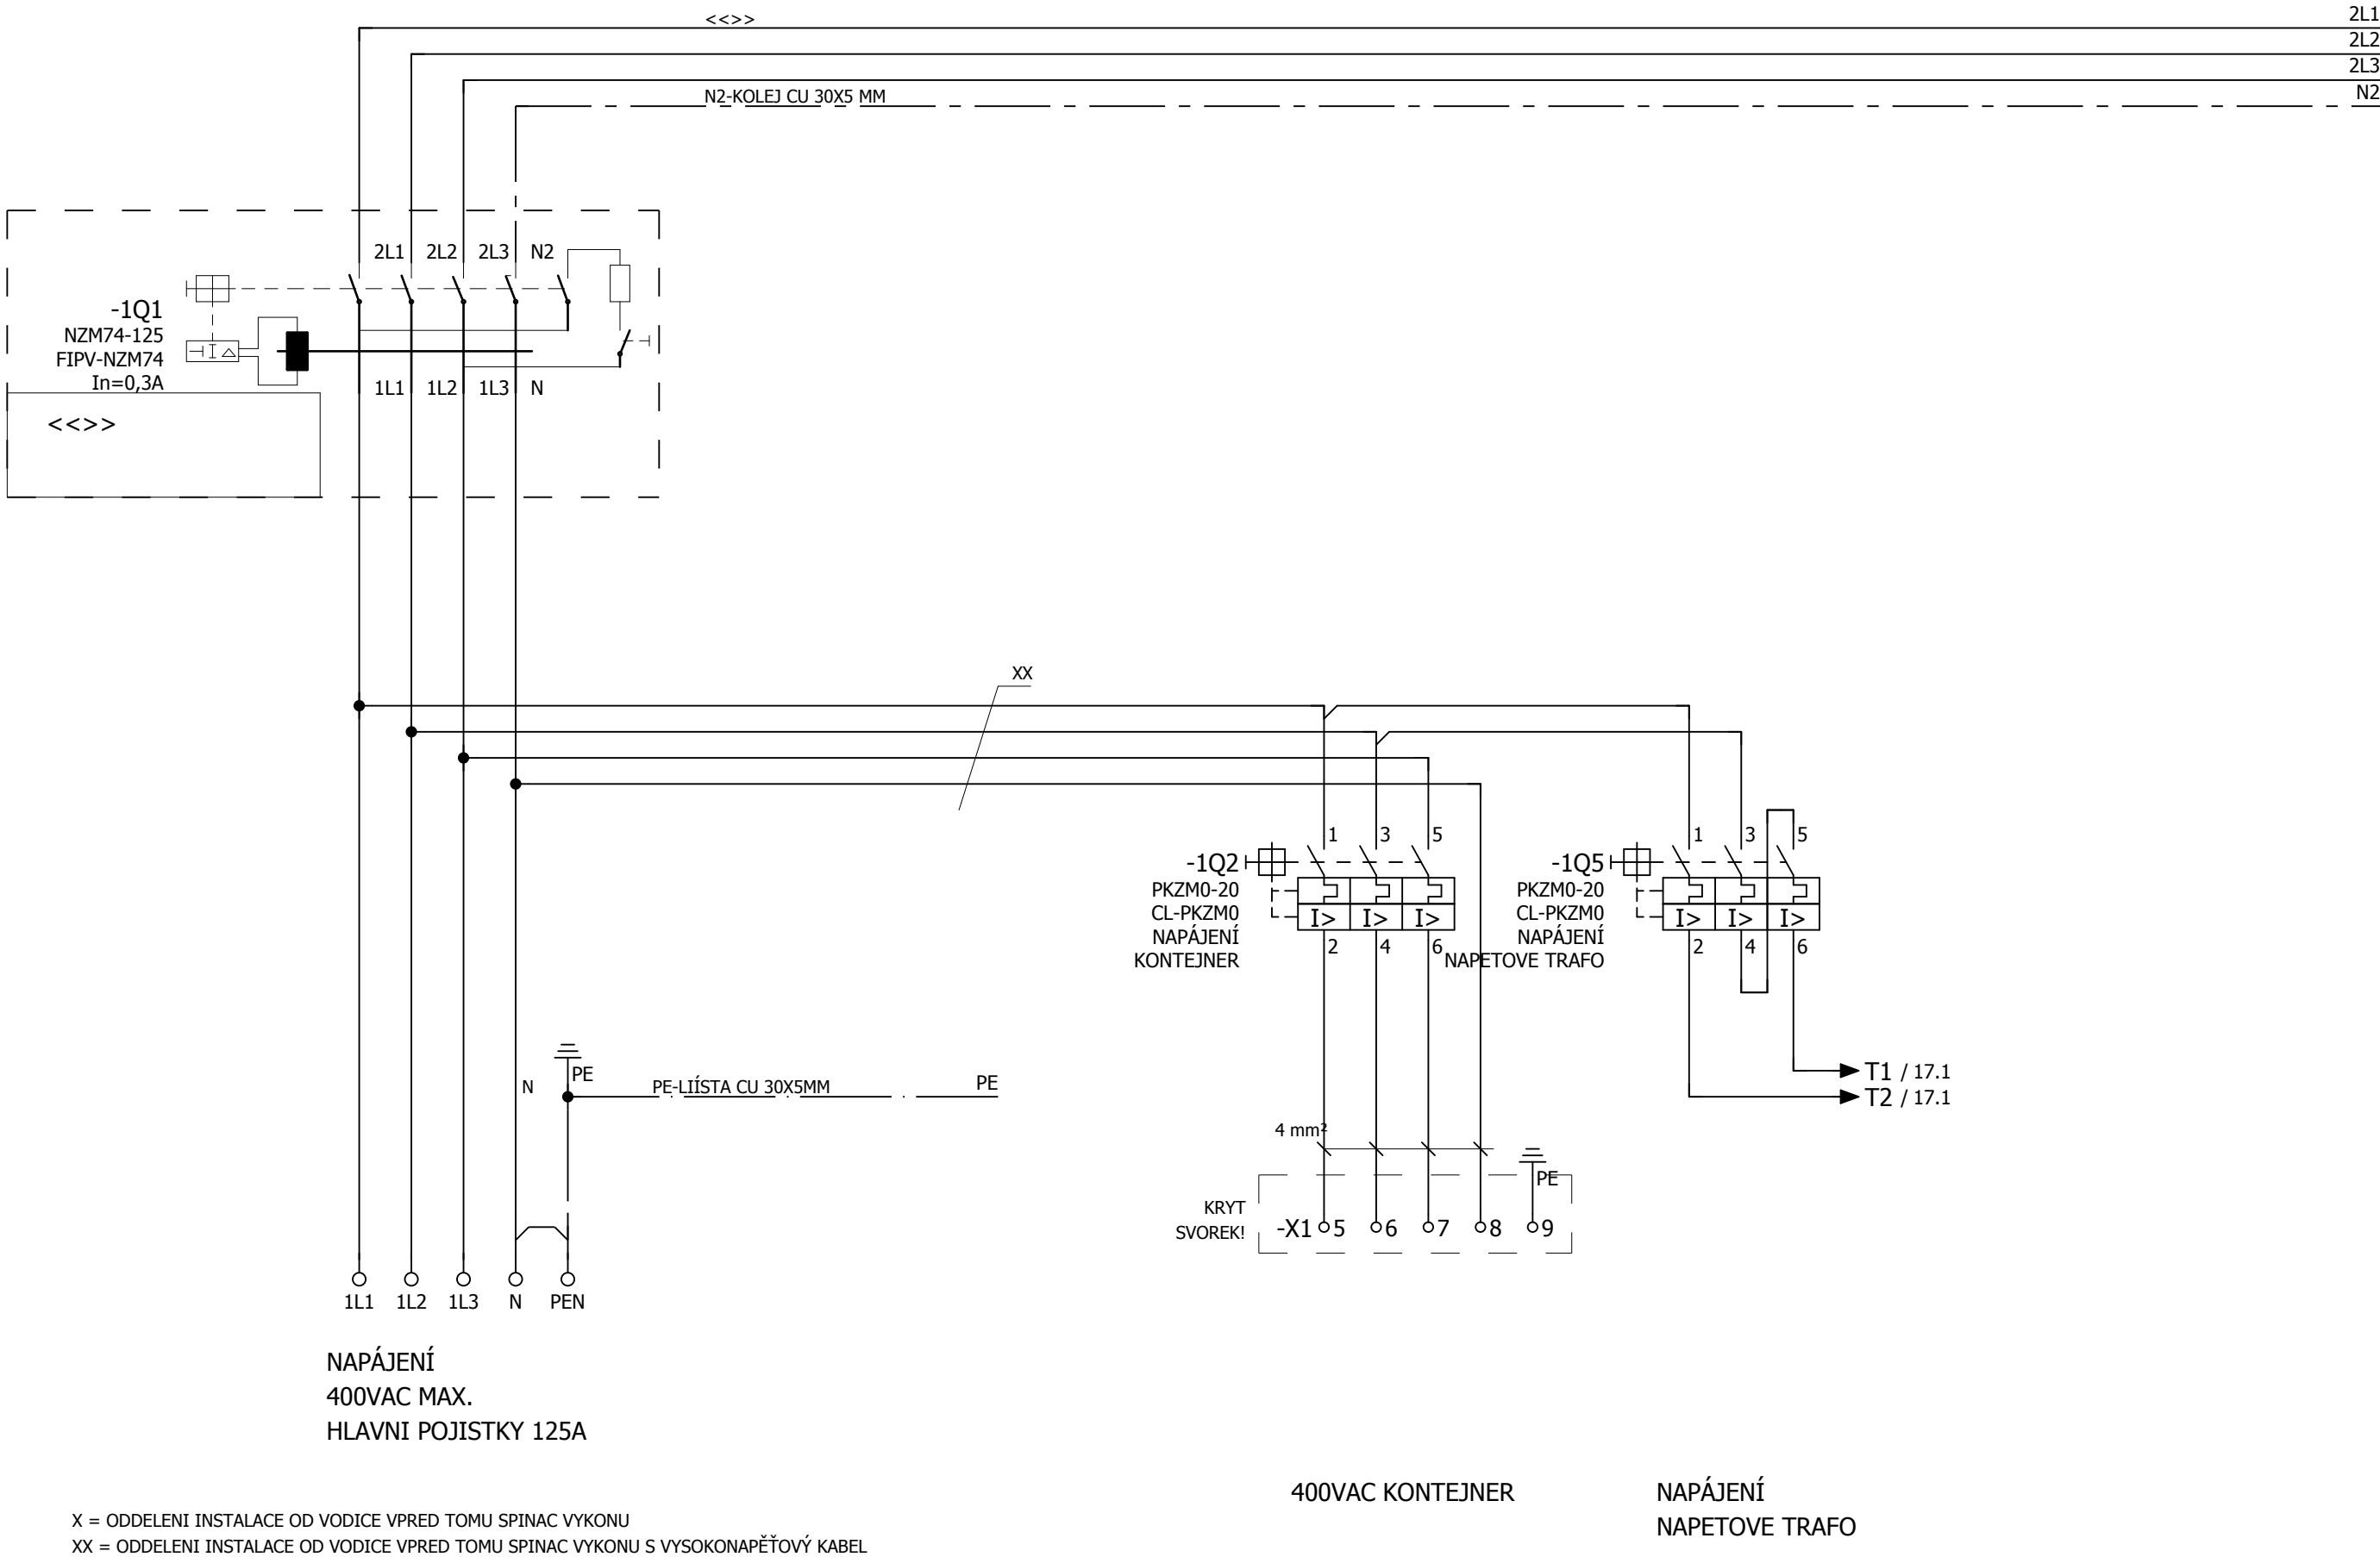 <<>>
2L1
2L2
2L3
N2-KOLEJ CU 30X5 MM
N2
2L1 2L2 2L3 N2
-1Q1
NZM74-125
FIPV-NZM74
In=0,3A
1L1 1L2 1L3 N
<<>>
XX
1 3 5
-1Q2
PKZM0-20
CL-PKZM0
NAPÁJENÍ
KONTEJNER
I> I> I>
2 4 6
1 3 5
-1Q5
PKZM0-20
CL-PKZM0
NAPÁJENÍ
NAPETOVE TRAFO
I> I> I>
2 4 6
T1 / 17.1
T2 / 17.1
PE
N
PE-LIÍSTA CU 30X5MM
PE
4 mm²
PE
KRYT
SVOREK!
-X1 5 6 7 8 9
1L1 1L2 1L3 N PEN
NAPÁJENÍ
400VAC MAX.
HLAVNI POJISTKY 125A
400VAC KONTEJNER
NAPÁJENÍ
NAPETOVE TRAFO
X = ODDELENI INSTALACE OD VODICE VPRED TOMU SPINAC VYKONU
XX = ODDELENI INSTALACE OD VODICE VPRED TOMU SPINAC VYKONU S VYSOKONAPĚŤOVÝ KABEL